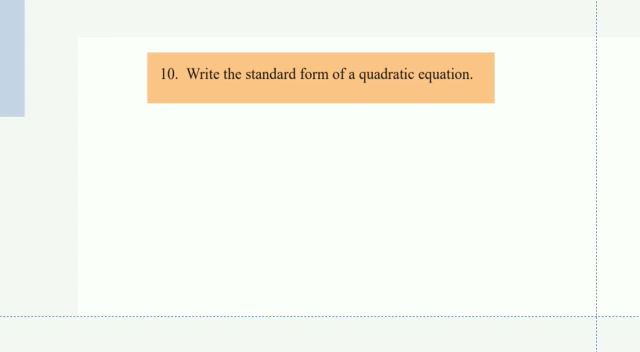 10. Write the standard form of a quadratic equation.